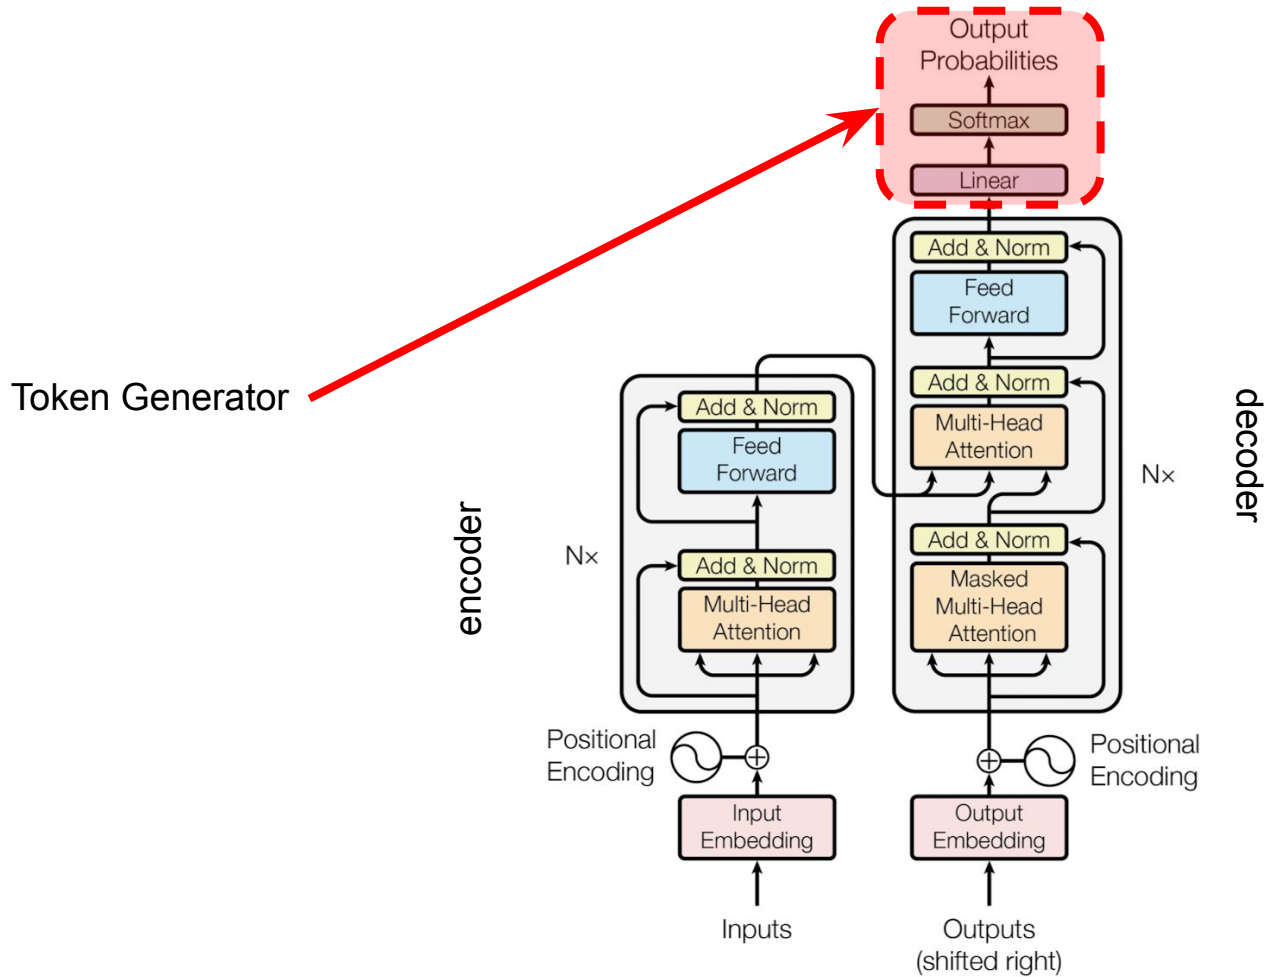 Output
Probabilities
Softmax
Linear
Add & Norm
Feed
Forward
Add & Norm
Multi-Head
Attention
Add & Norm
Masked
Multi-Head
Attention
N×
decoder
Token Generator
Add & Norm
Feed
Forward
Add & Norm
Multi-Head
Attention
N×
encoder
Positional
Encoding
Positional
Encoding
Input
Embedding
Output
Embedding
Inputs
Outputs
(shifted right)